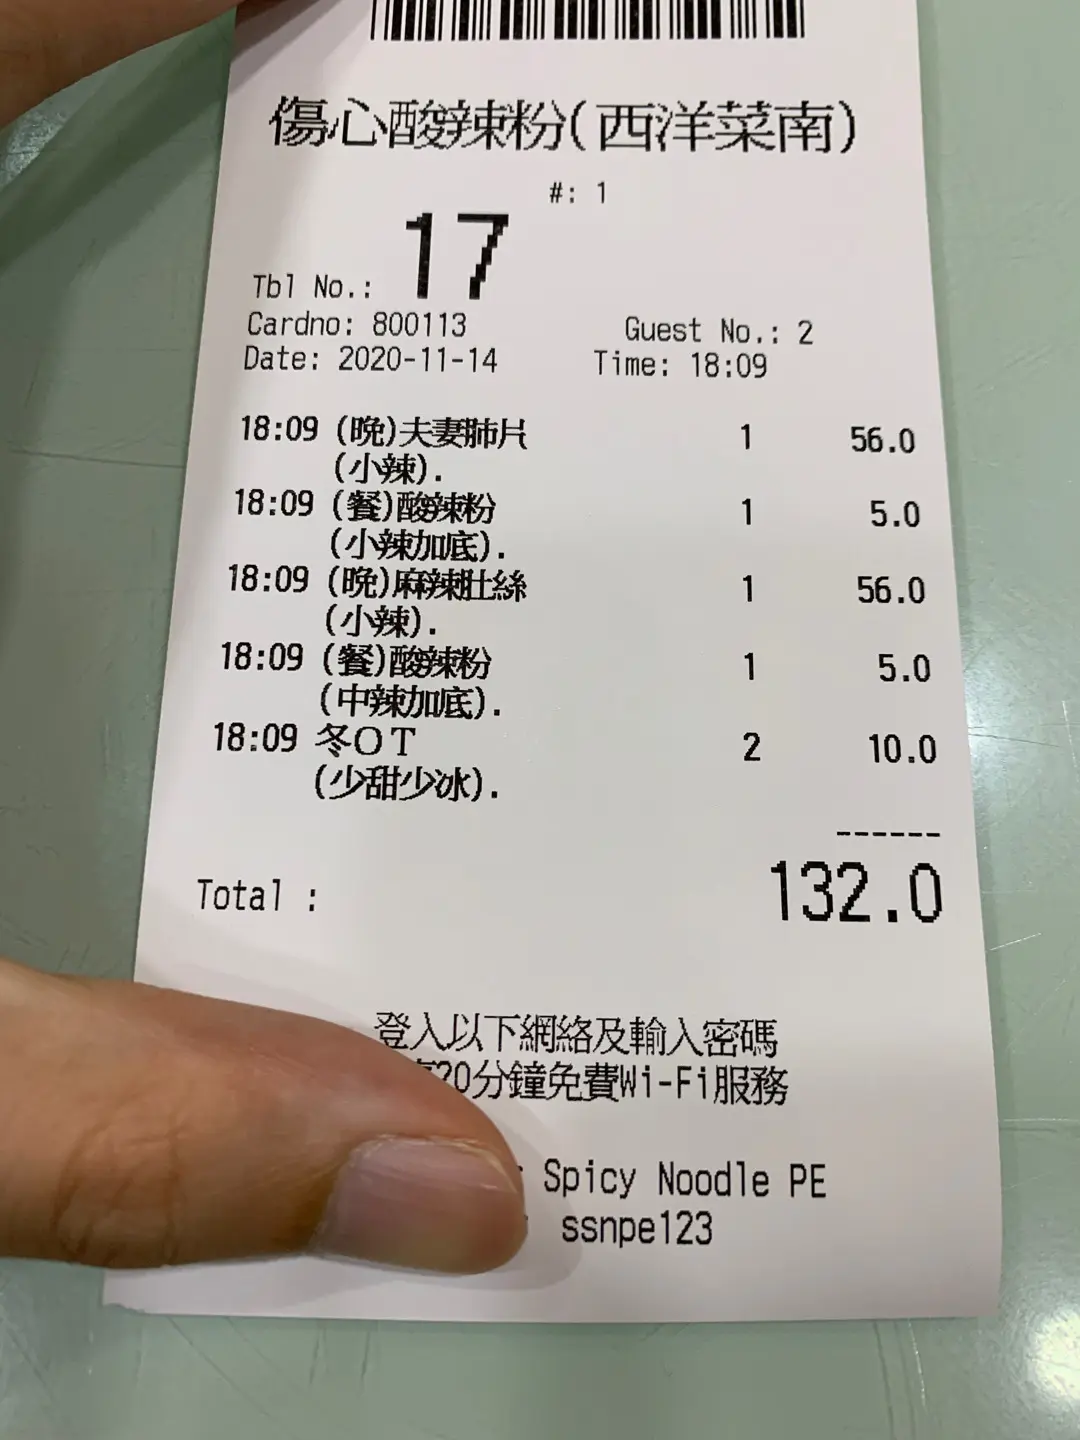 傷心酸辣粉(西洋菜南)
#: 1
Tbl No.: 17
Cardno: 800113 Guest No.: 2
Date: 2020-11-14 Time: 18:09
18:09 (晚)夫妻肺片 1 56.0
(小辣).
18:09 (餐)酸辣粉 1 5.0
(小辣加底).
18:09 (晚)麻辣肚絲 1 56.0
(小辣).
18:09 (餐)酸辣粉 1 5.0
(中辣加底).
18:09 冬OT 2 10.0
(少甜少冰).
------
Total : 132.0
登入以下網絡及輸入密碼
20分鐘免費Wi-Fi服務
Spicy Noodle PE
ssnpe123